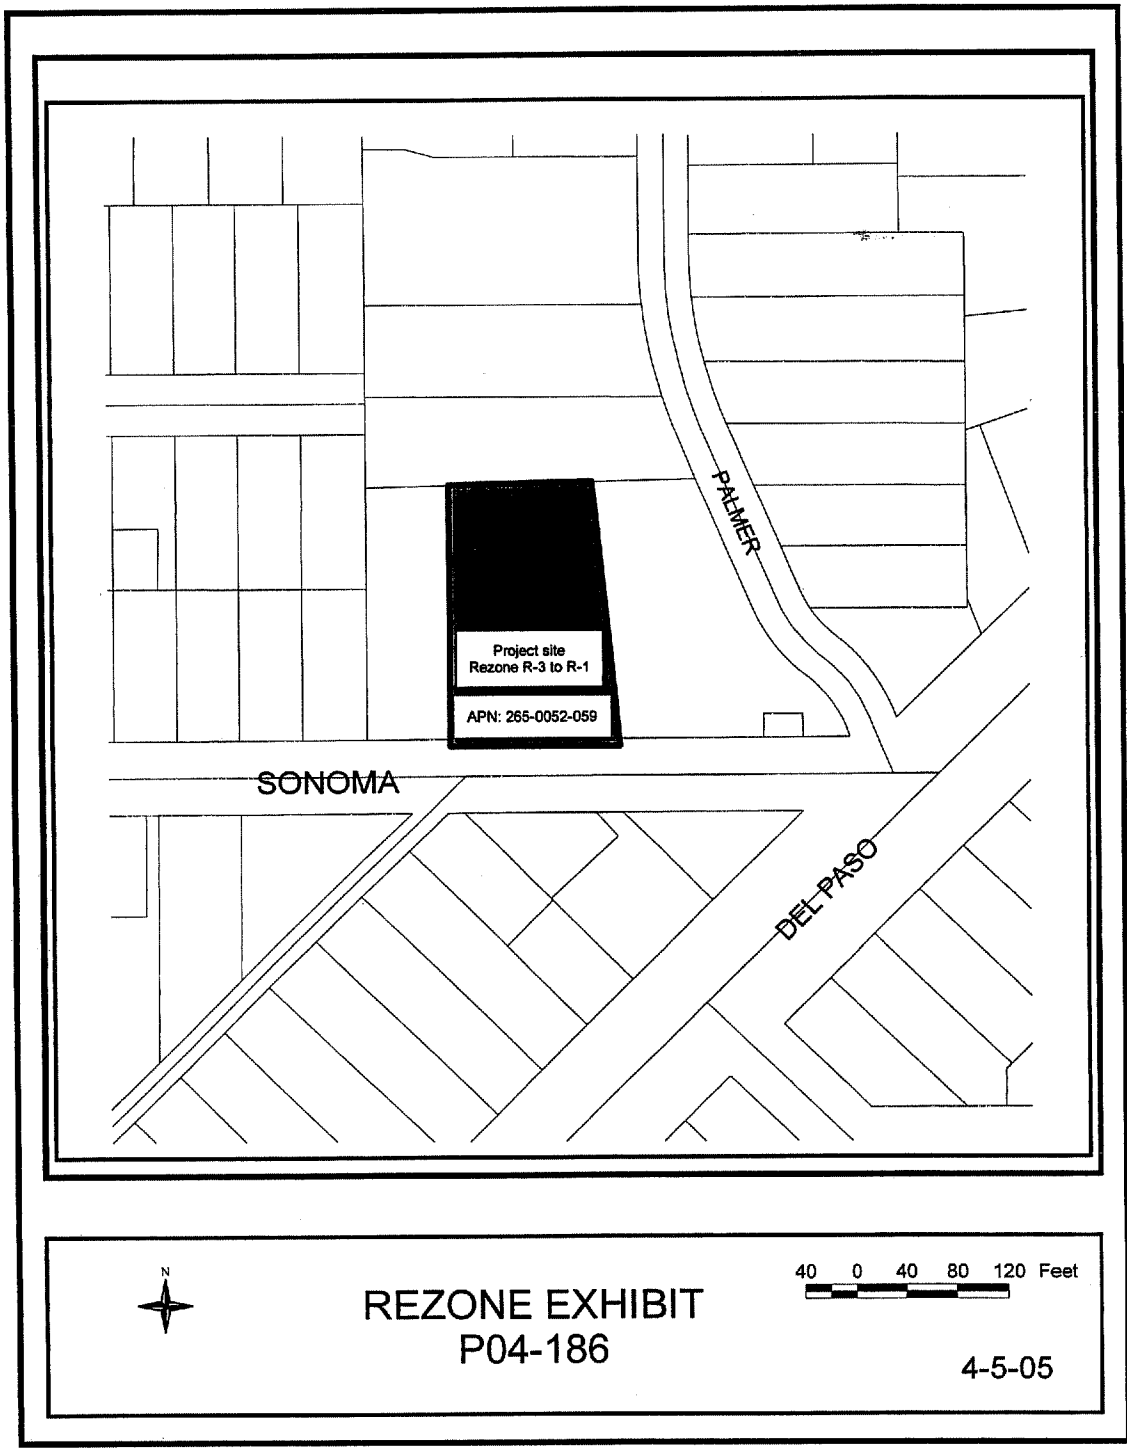 PALMER
Project site
Rezone R-3 to R-1
APN: 265-0052-059
SONOMA
DEL PASO
N
REZONE EXHIBIT
P04-186
40 0 40 80 120 Feet
4-5-05